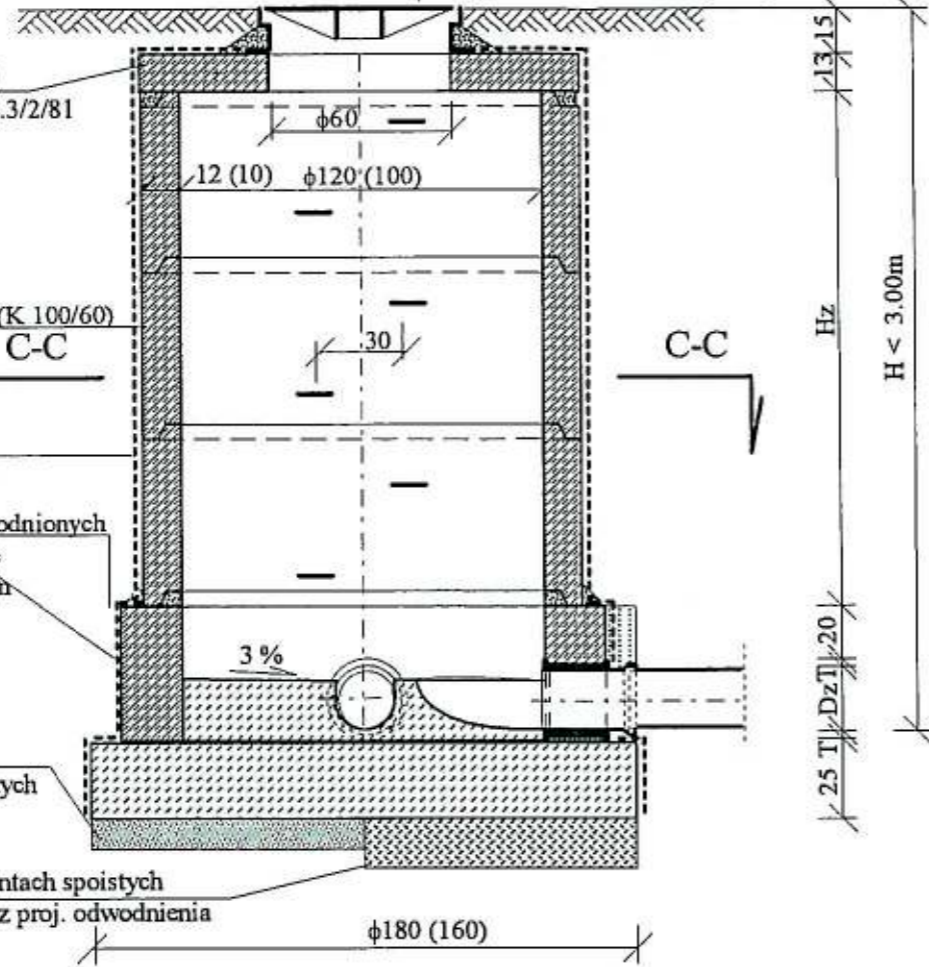 .3/2/81
ϕ60
12 (10)
ϕ120 (100)
(K 100/60)
C-C
30
C-C
odnionych
3 %
ych
ntach spoistych
z proj. odwodnienia
ϕ180 (160)
15
13
Hz
H < 3.00m
20
T
Dz
T
25